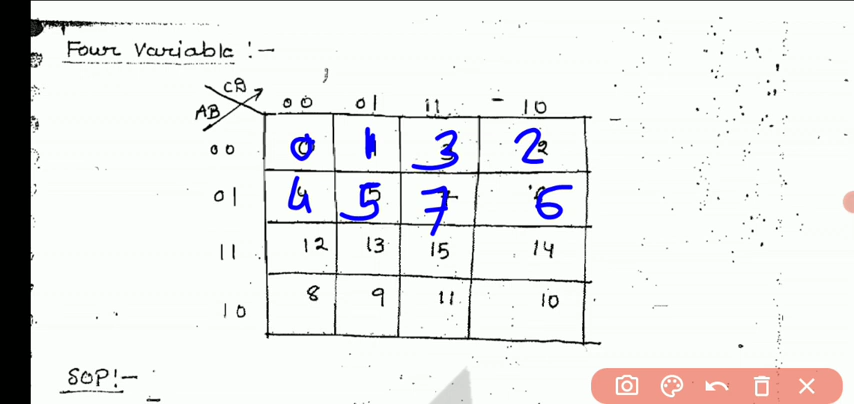 Four Variable :-
CD
AB
00 01 11 10
00 0 1 3 2
01 4 5 7 6
11 12 13 15 14
10 8 9 11 10
SOP:-